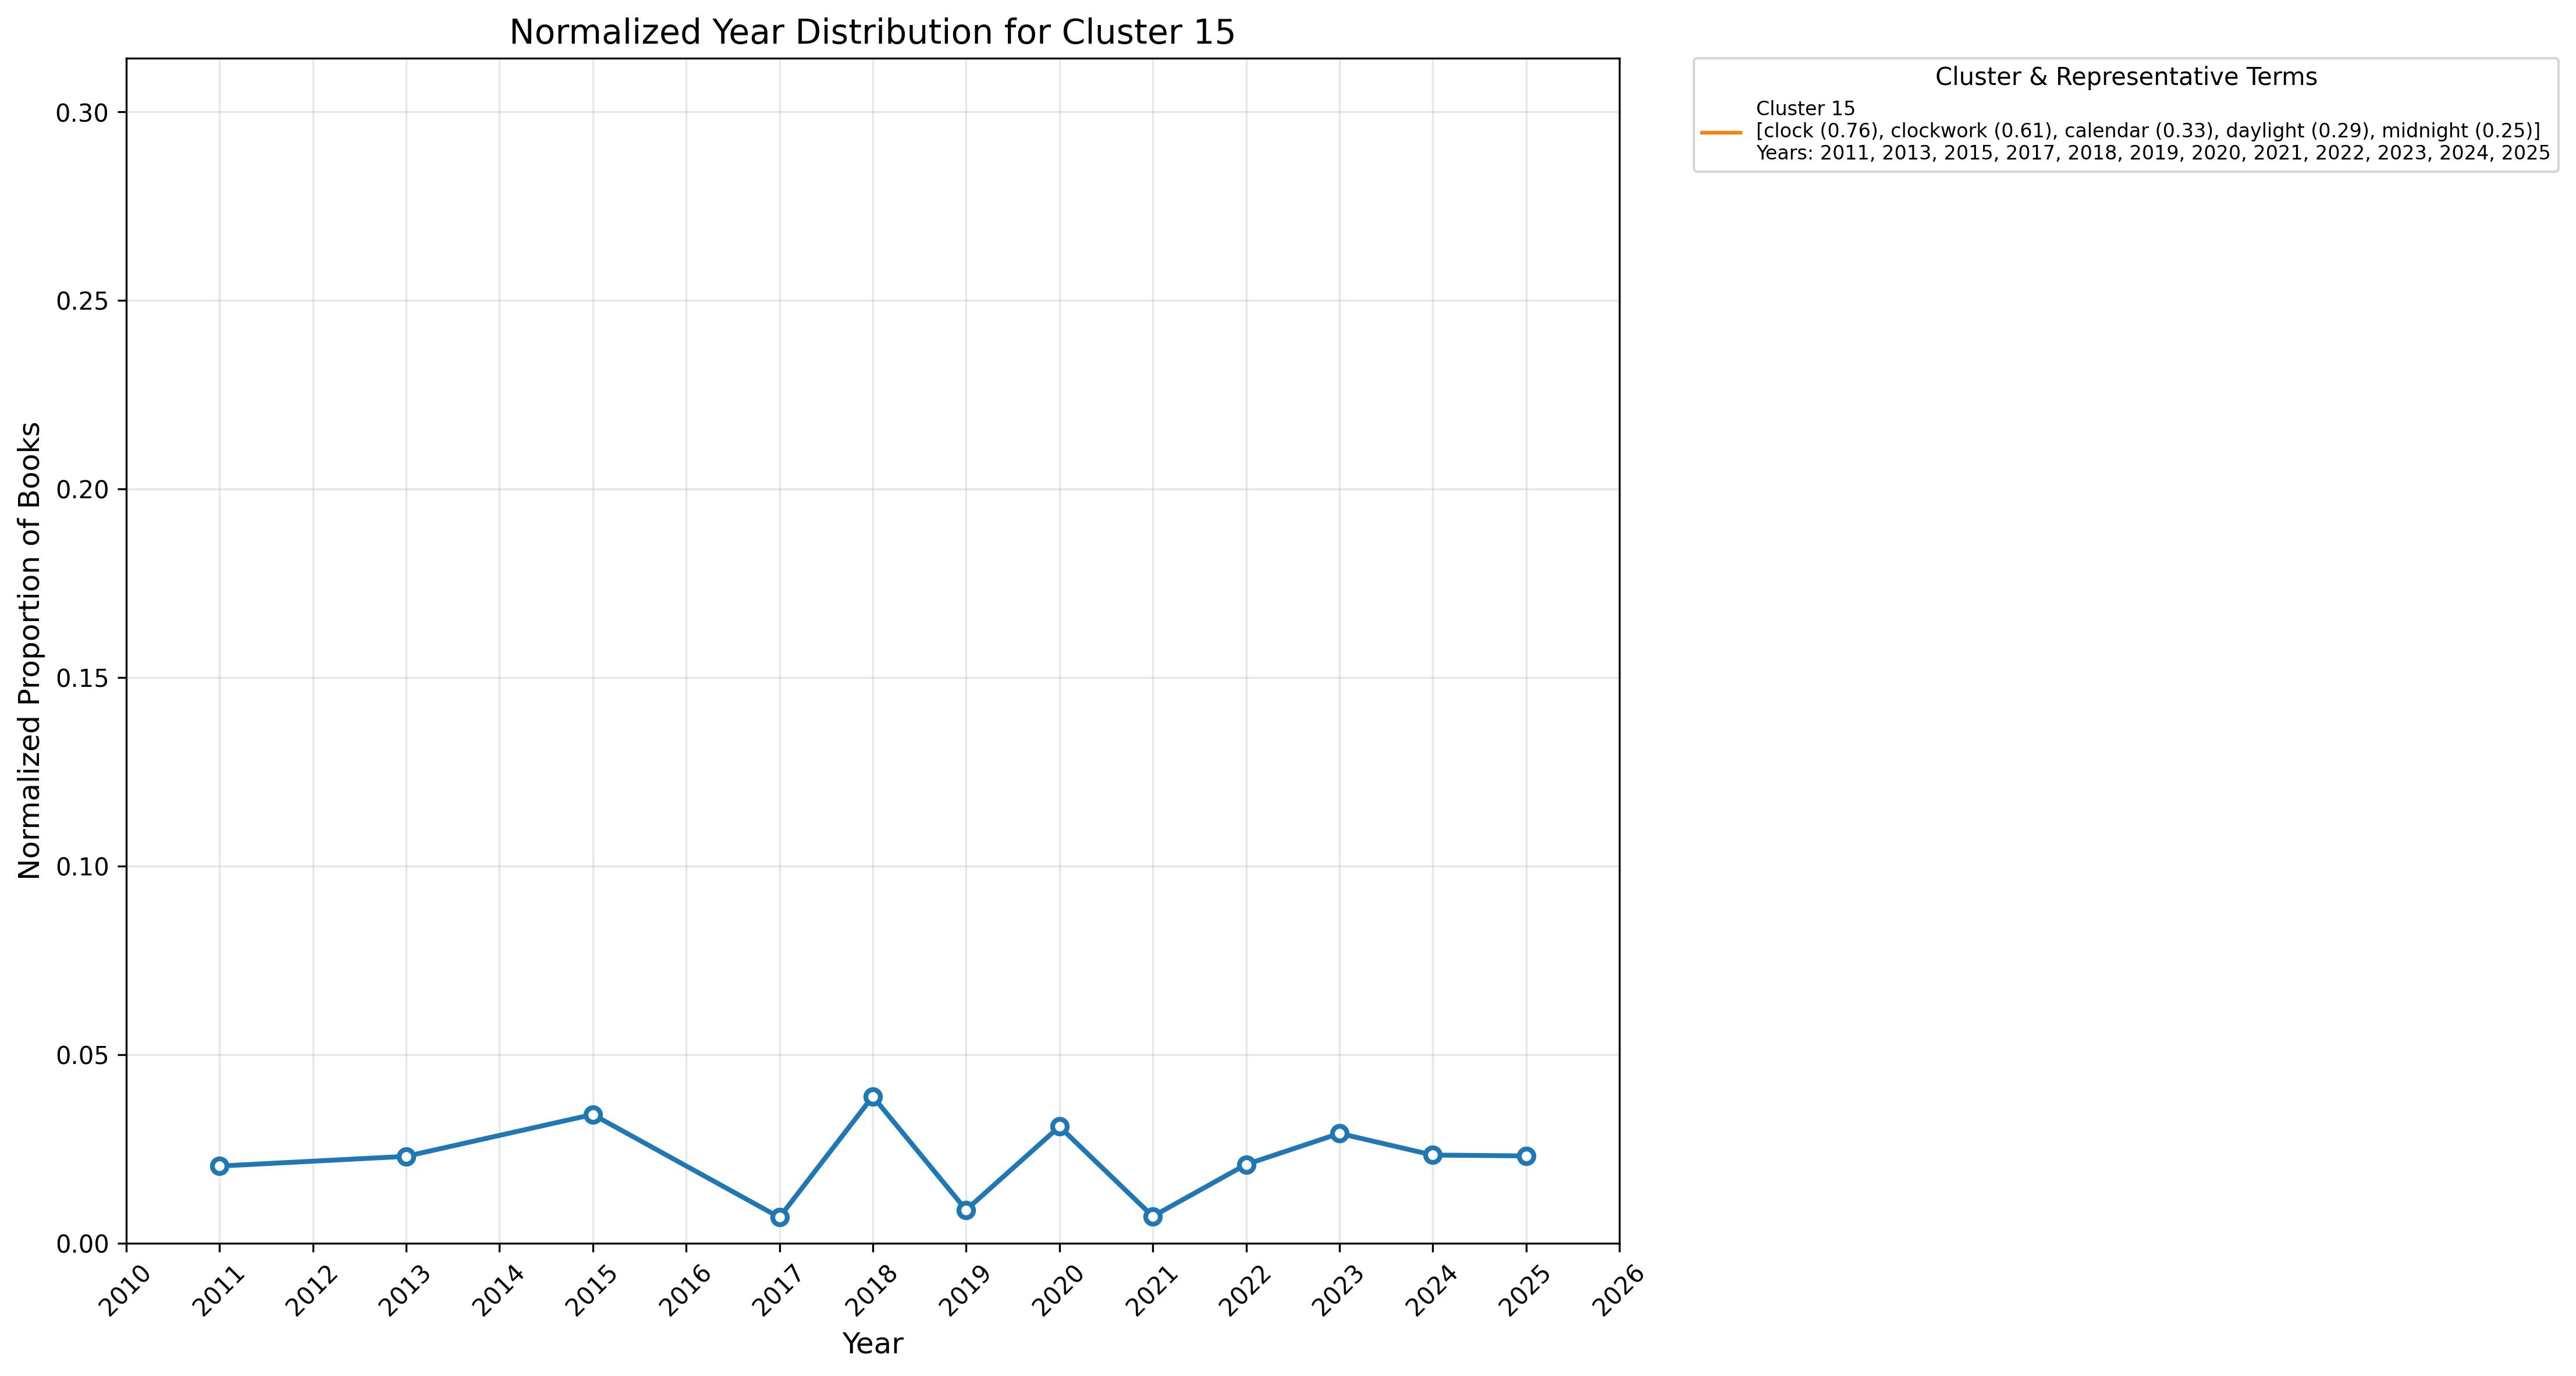 Normalized Year Distribution for Cluster 15
Cluster & Representative Terms
Cluster 15
[clock (0.76), clockwork (0.61), calendar (0.33), daylight (0.29), midnight (0.25)]
Years: 2011, 2013, 2015, 2017, 2018, 2019, 2020, 2021, 2022, 2023, 2024, 2025
Normalized Proportion of Books
0.30
0.25
0.20
0.15
0.10
0.05
0.00
2010 2011 2012 2013 2014 2015 2016 2017 2018 2019 2020 2021 2022 2023 2024 2025 2026
Year